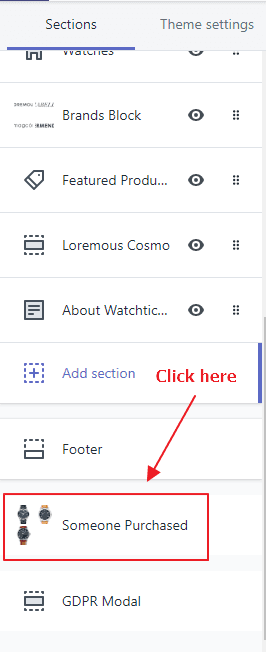 Sections
Theme settings
Watches
Brands Block
Featured Produ...
Loremous Cosmo
About Watchtic...
Add section
Click here
Footer
Someone Purchased
GDPR Modal